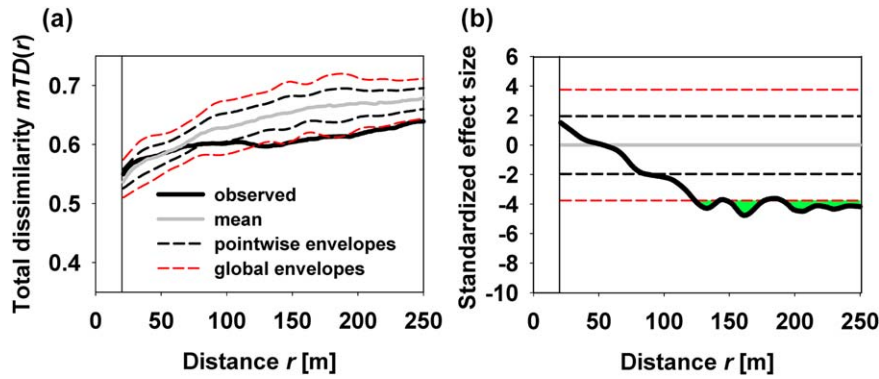 (a)
Total dissimilarity mTD(r)
0.7
0.6
0.5
0.4
observed
mean
pointwise envelopes
global envelopes
0 50 100 150 200 250
Distance r [m]
(b)
Standardized effect size
6
4
2
0
-2
-4
-6
-8
-10
0 50 100 150 200 250
Distance r [m]